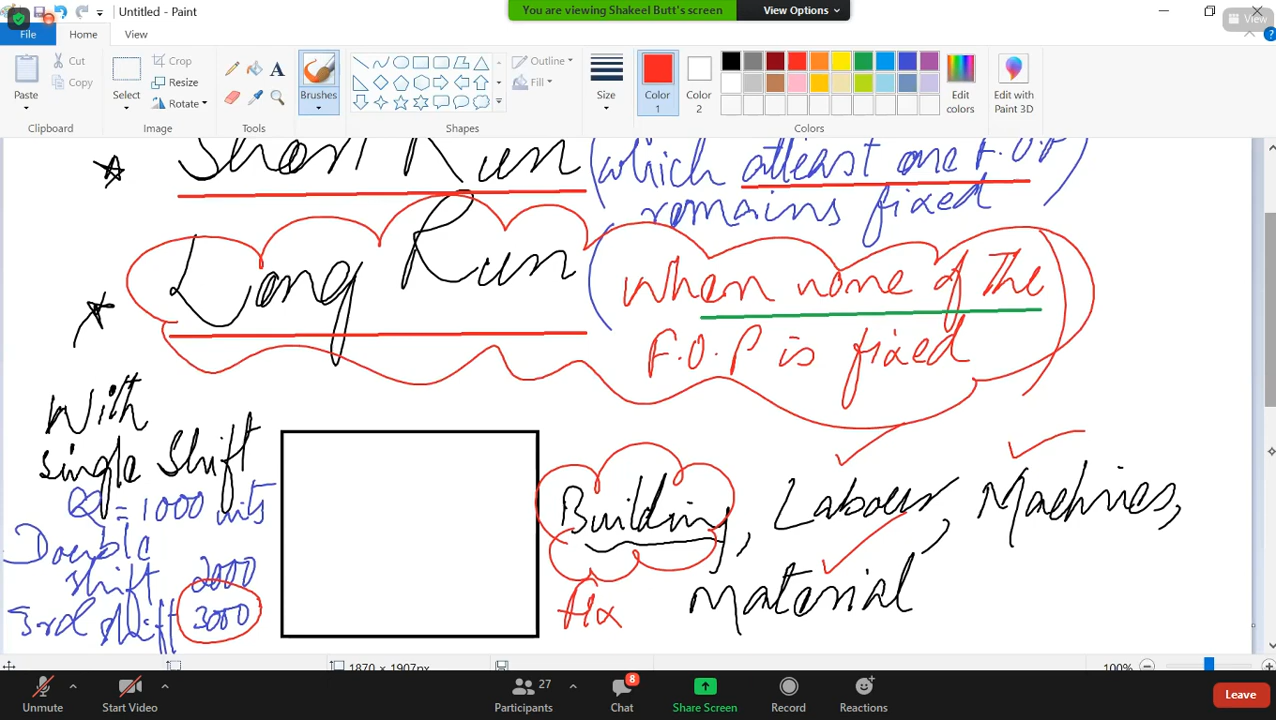 Untitled - Paint
You are viewing Shakeel Butt's screen
View Options
View
File
Home
View
Paste
Cut
Copy
Clipboard
Select
Crop
Resize
Rotate
Image
Tools
Brushes
Shapes
Outline
Fill
Size
Color 1
Color 2
Edit colors
Edit with Paint 3D
Colors
Short Run
(which atleast one F.O.P
remains fixed)
Long Run
(when none of the
F.O.P is fixed)
With
single Shift
= 1000 units
Double
shift 2000
3rd shift 3000
Building, Labour, Machines,
material
fix
1870 × 1907px
100%
Unmute
Start Video
27
Participants
8
Chat
Share Screen
Record
Reactions
Leave